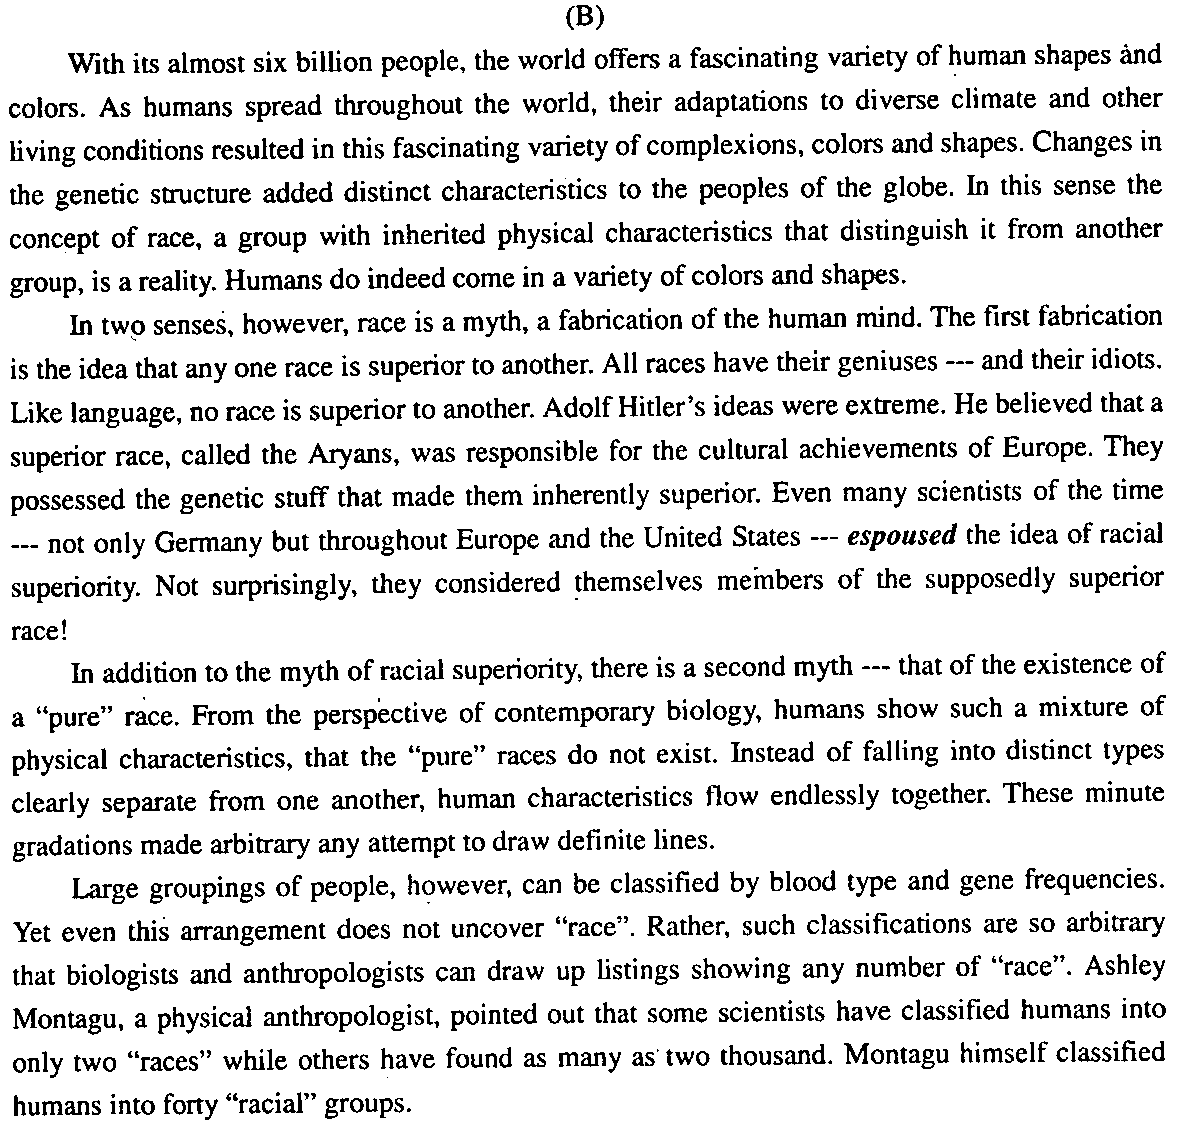 (B)
With its almost six billion people, the world offers a fascinating variety of human shapes and
colors. As humans spread throughout the world, their adaptations to diverse climate and other
living conditions resulted in this fascinating variety of complexions, colors and shapes. Changes in
the genetic structure added distinct characteristics to the peoples of the globe. In this sense the
concept of race, a group with inherited physical characteristics that distinguish it from another
group, is a reality. Humans do indeed come in a variety of colors and shapes.
In two senses, however, race is a myth, a fabrication of the human mind. The first fabrication
is the idea that any one race is superior to another. All races have their geniuses --- and their idiots.
Like language, no race is superior to another. Adolf Hitler's ideas were extreme. He believed that a
superior race, called the Aryans, was responsible for the cultural achievements of Europe. They
possessed the genetic stuff that made them inherently superior. Even many scientists of the time
--- not only Germany but throughout Europe and the United States --- espoused the idea of racial
superiority. Not surprisingly, they considered themselves members of the supposedly superior
race!
In addition to the myth of racial superiority, there is a second myth --- that of the existence of
a “pure” race. From the perspective of contemporary biology, humans show such a mixture of
physical characteristics, that the “pure” races do not exist. Instead of falling into distinct types
clearly separate from one another, human characteristics flow endlessly together. These minute
gradations made arbitrary any attempt to draw definite lines.
Large groupings of people, however, can be classified by blood type and gene frequencies.
Yet even this arrangement does not uncover “race”. Rather, such classifications are so arbitrary
that biologists and anthropologists can draw up listings showing any number of “race”. Ashley
Montagu, a physical anthropologist, pointed out that some scientists have classified humans into
only two “races” while others have found as many as two thousand. Montagu himself classified
humans into forty “racial” groups.